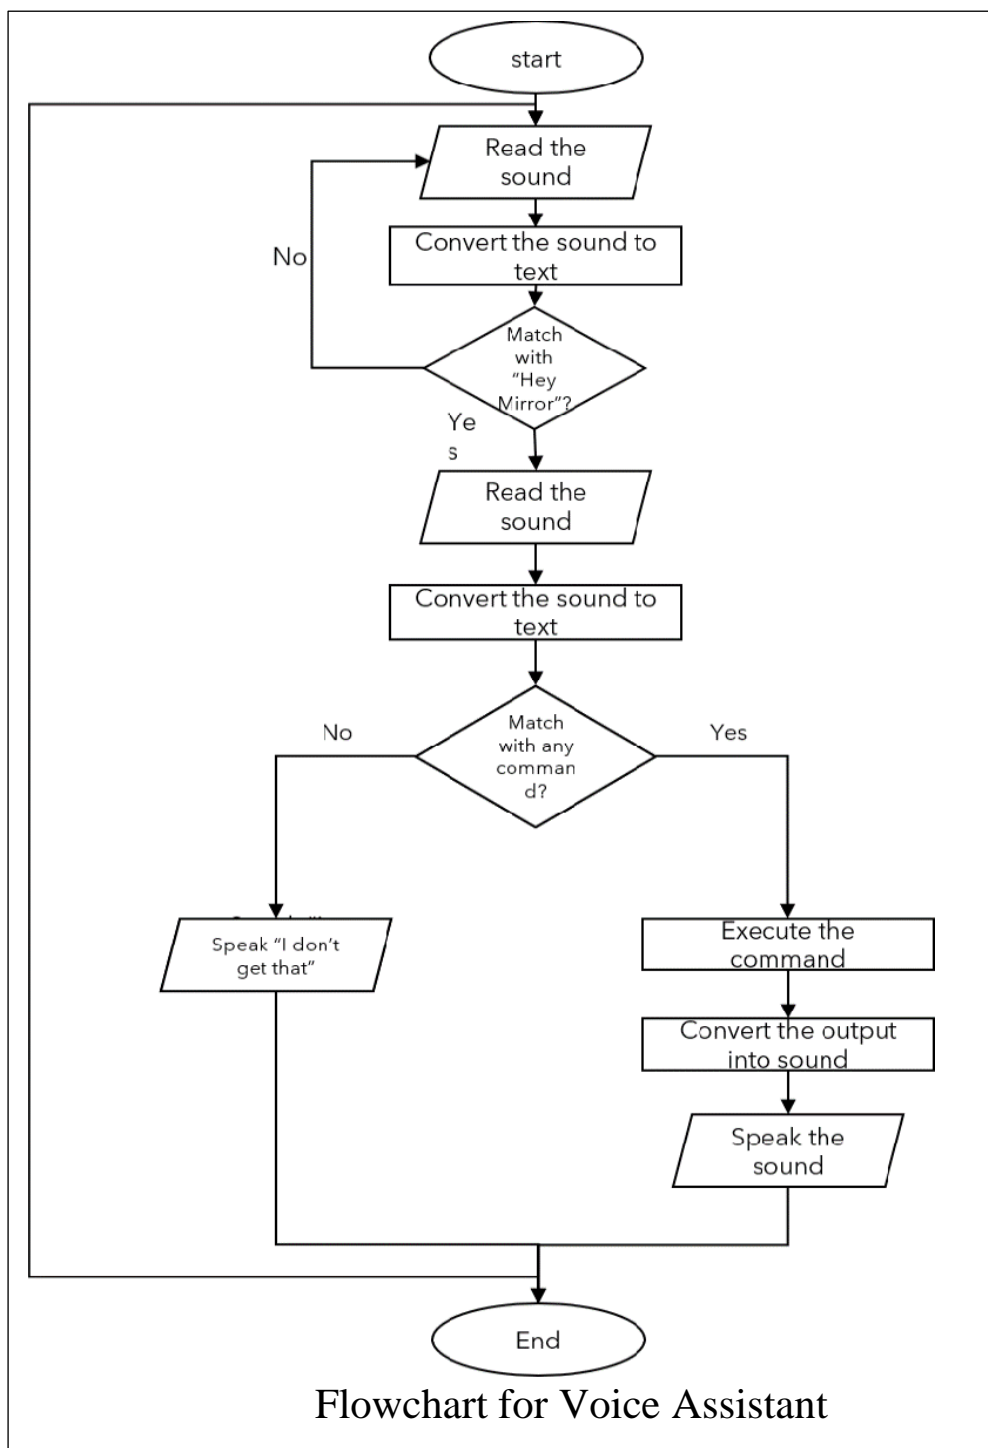 start
Read the
sound
No
Convert the sound to
text
Match
with
“Hey
Mirror”?
Ye
s
Read the
sound
Convert the sound to
text
No
Match
with any
comman
d?
Yes
Speak “I don’t
get that”
Execute the
command
Convert the output
into sound
Speak the
sound
End
Flowchart for Voice Assistant